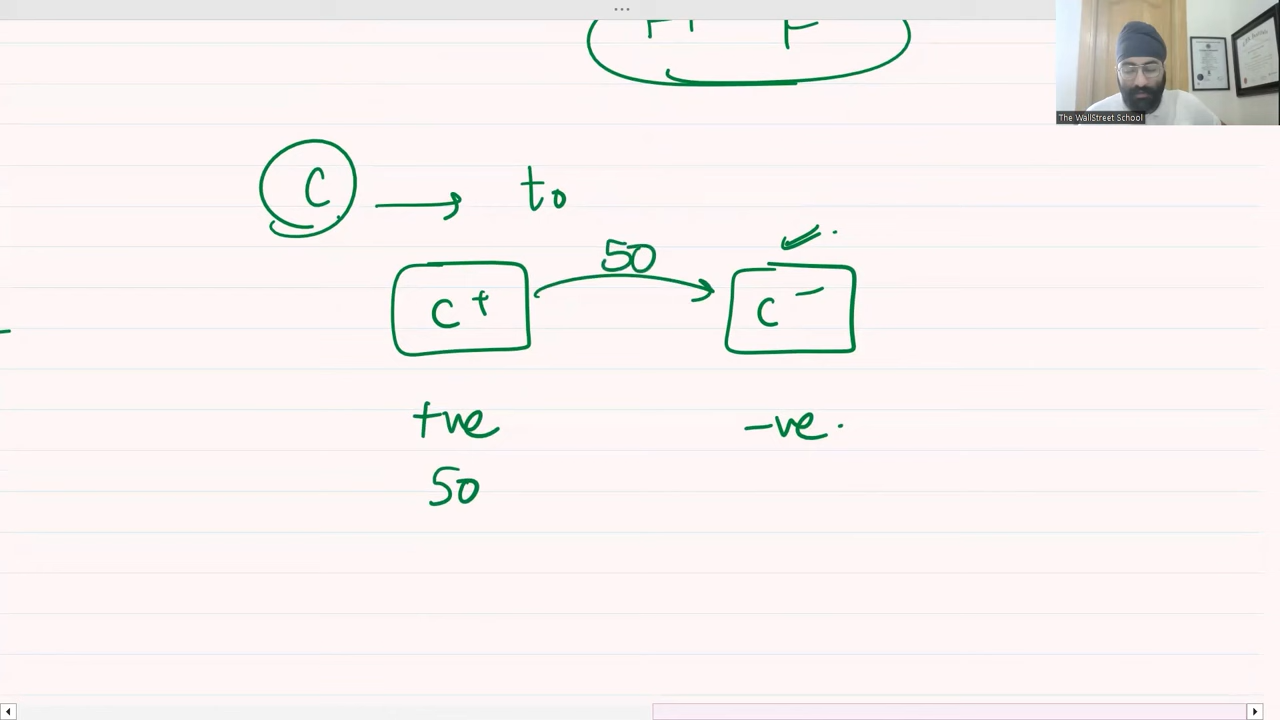 The WallStreet School
C → to
50
C+ C−
+ve −ve.
50